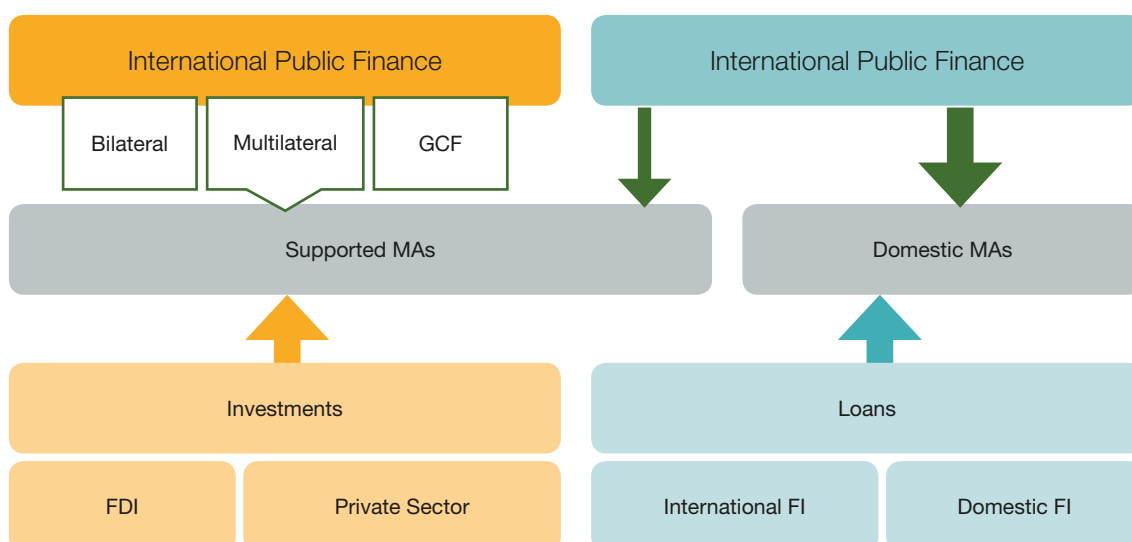 International Public Finance
International Public Finance
Bilateral
Multilateral
GCF
Supported MAs
Domestic MAs
Investments
Loans
FDI
Private Sector
International FI
Domestic FI